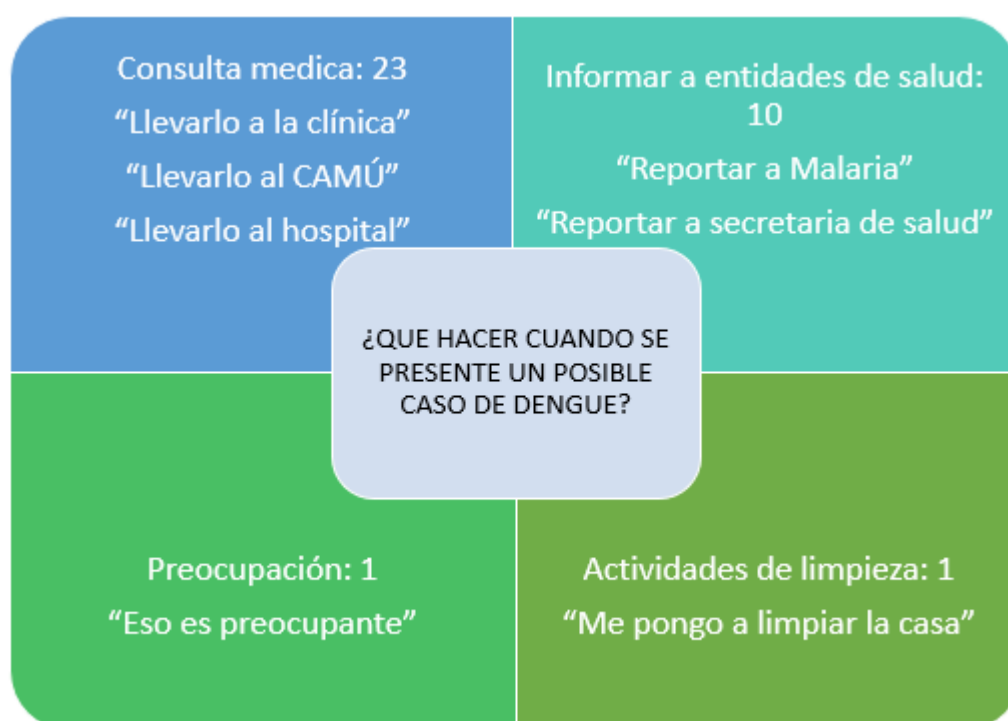 Consulta medica: 23
“Llevarlo a la clínica”
“Llevarlo al CAMÚ”
“Llevarlo al hospital”
Informar a entidades de salud:
10
“Reportar a Malaria”
“Reportar a secretaria de salud”
¿QUE HACER CUANDO SE
PRESENTE UN POSIBLE
CASO DE DENGUE?
Preocupación: 1
“Eso es preocupante”
Actividades de limpieza: 1
“Me pongo a limpiar la casa”